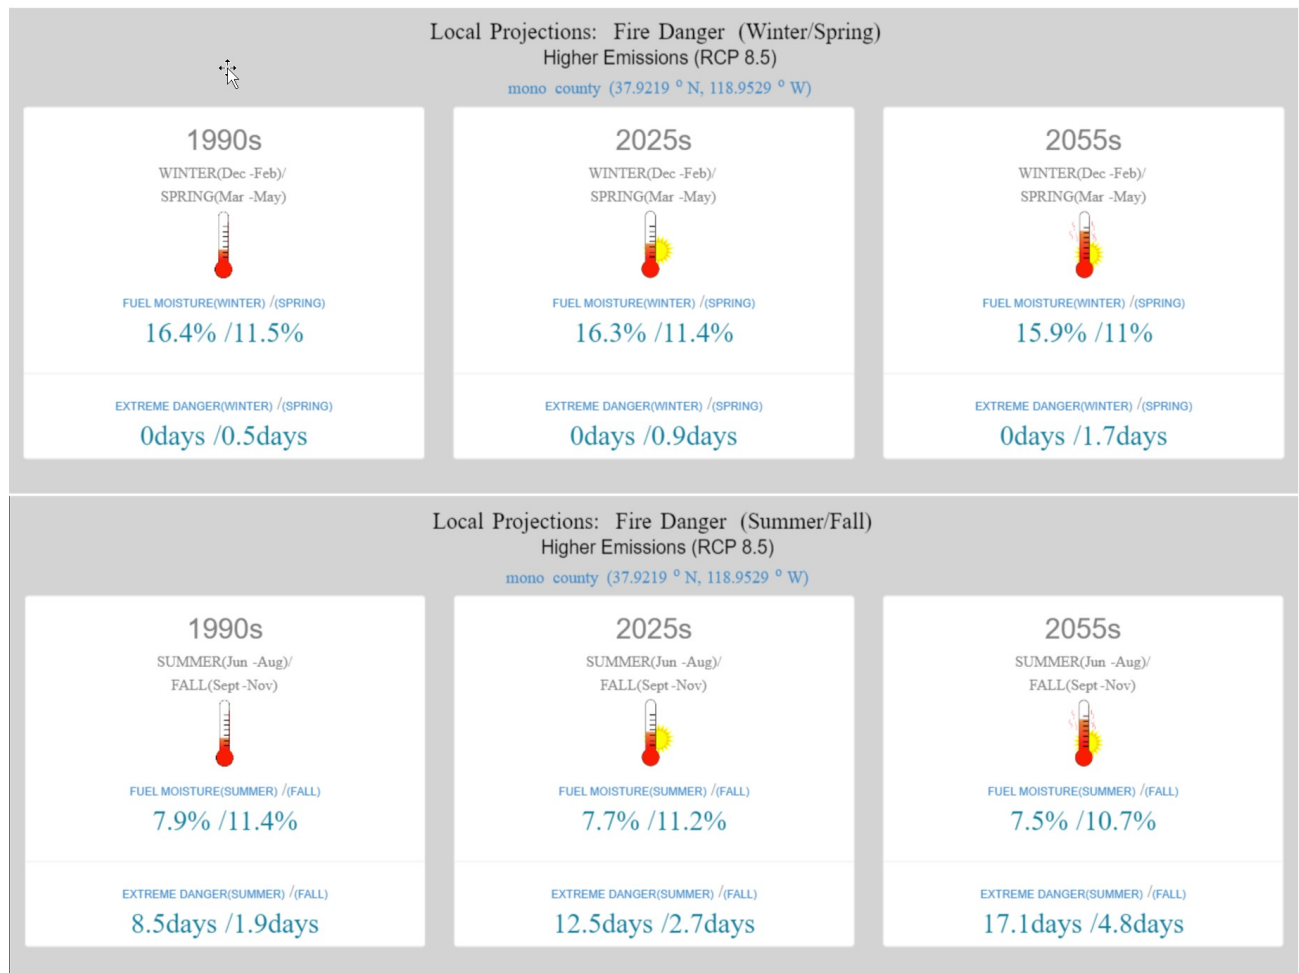 Local Projections: Fire Danger (Winter/Spring)
Higher Emissions (RCP 8.5)
mono county (37.9219 ° N, 118.9529 ° W)
1990s
WINTER(Dec -Feb)/
SPRING(Mar -May)
FUEL MOISTURE(WINTER) /(SPRING)
16.4% /11.5%
EXTREME DANGER(WINTER) /(SPRING)
0days /0.5days
2025s
WINTER(Dec -Feb)/
SPRING(Mar -May)
FUEL MOISTURE(WINTER) /(SPRING)
16.3% /11.4%
EXTREME DANGER(WINTER) /(SPRING)
0days /0.9days
2055s
WINTER(Dec -Feb)/
SPRING(Mar -May)
FUEL MOISTURE(WINTER) /(SPRING)
15.9% /11%
EXTREME DANGER(WINTER) /(SPRING)
0days /1.7days
Local Projections: Fire Danger (Summer/Fall)
Higher Emissions (RCP 8.5)
mono county (37.9219 ° N, 118.9529 ° W)
1990s
SUMMER(Jun -Aug)/
FALL(Sept -Nov)
FUEL MOISTURE(SUMMER) /(FALL)
7.9% /11.4%
EXTREME DANGER(SUMMER) /(FALL)
8.5days /1.9days
2025s
SUMMER(Jun -Aug)/
FALL(Sept -Nov)
FUEL MOISTURE(SUMMER) /(FALL)
7.7% /11.2%
EXTREME DANGER(SUMMER) /(FALL)
12.5days /2.7days
2055s
SUMMER(Jun -Aug)/
FALL(Sept -Nov)
FUEL MOISTURE(SUMMER) /(FALL)
7.5% /10.7%
EXTREME DANGER(SUMMER) /(FALL)
17.1days /4.8days